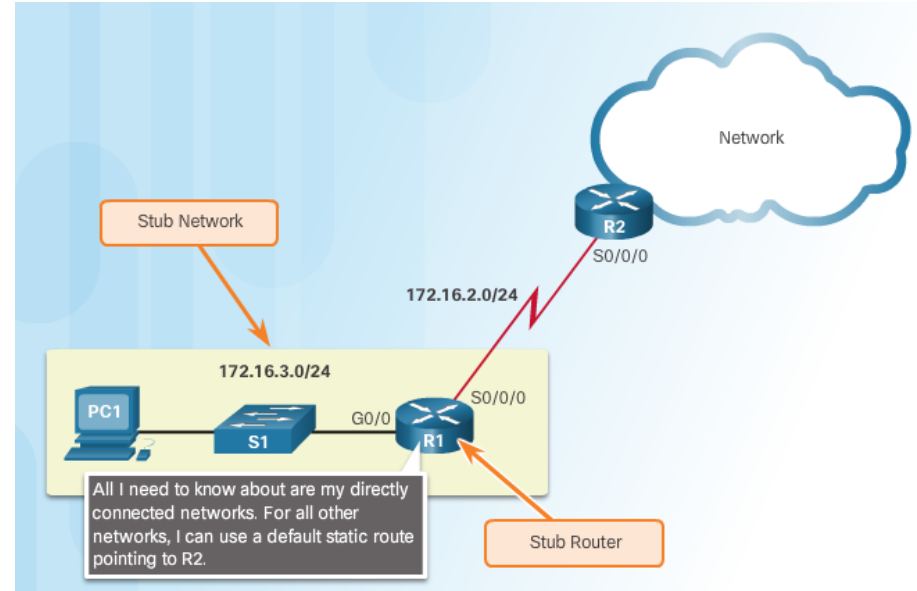 Network
R2
S0/0/0
Stub Network
172.16.2.0/24
172.16.3.0/24
PC1
S1
G0/0
S0/0/0
R1
All I need to know about are my directly
connected networks. For all other
networks, I can use a default static route
pointing to R2.
Stub Router